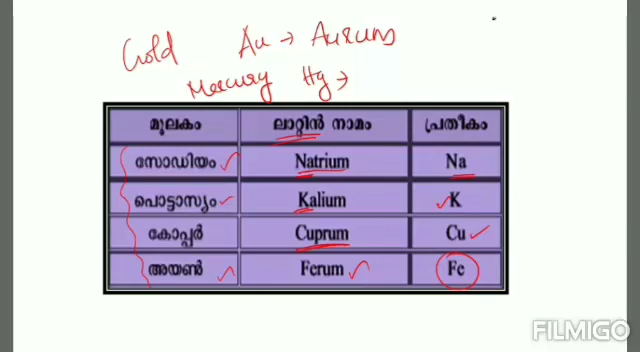 Gold Au → Aurum
Mercury Hg →
മൂലകം ലാറ്റിൻ നാമം പ്രതീകം
സോഡിയം Natrium Na
പൊട്ടാസ്യം Kalium K
കോപ്പർ Cuprum Cu
അയൺ Ferum Fe
FILMIGO